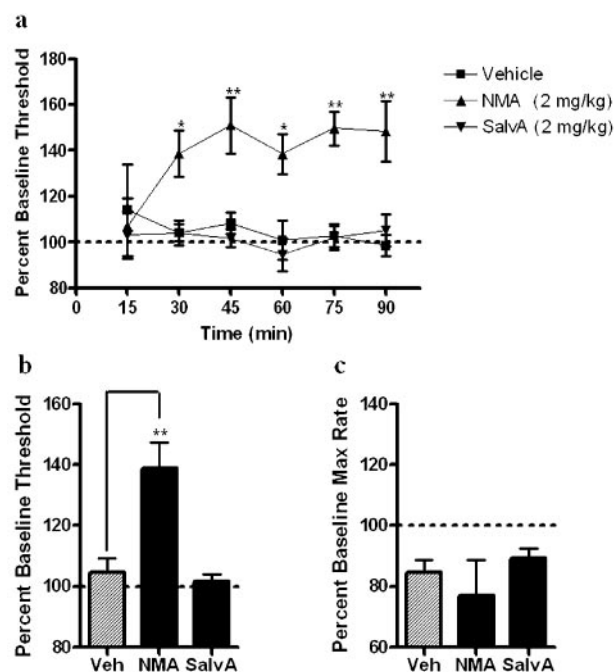 a
180
160
140
120
100
80
Percent Baseline Threshold
* ** * ** **
0 15 30 45 60 75 90
Time (min)
Vehicle
NMA (2 mg/kg)
SalvA (2 mg/kg)
b
160
140
120
100
80
Percent Baseline Threshold
**
Veh NMA SalvA
c
140
120
100
80
60
Percent Baseline Max Rate
Veh NMA SalvA